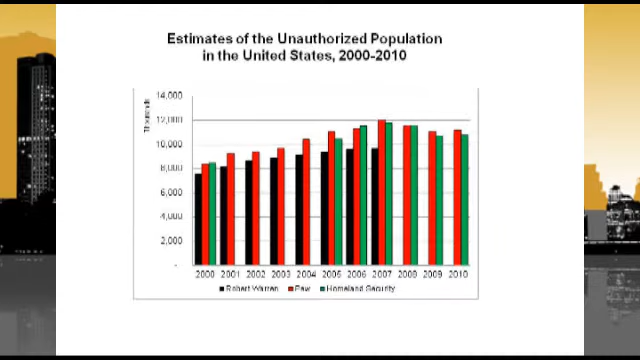 Estimates of the Unauthorized Population
in the United States, 2000-2010
14,000
Thousands
12,000
10,000
8,000
6,000
4,000
2,000
-
2000 2001 2002 2003 2004 2005 2006 2007 2008 2009 2010
Robert Warren Pew Homeland Security